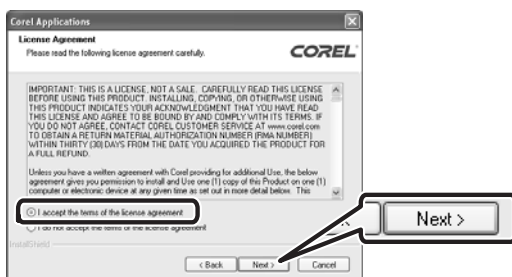 Corel Applications
License Agreement
Please read the following license agreement carefully.
COREL
IMPORTANT: THIS IS A LICENSE, NOT A SALE. CAREFULLY READ THIS LICENSE
BEFORE USING THIS PRODUCT. INSTALLING, COPYING, OR OTHERWISE USING
THIS PRODUCT INDICATES YOUR ACKNOWLEDGMENT THAT YOU HAVE READ
THIS LICENSE AND AGREE TO BE BOUND BY AND COMPLY WITH ITS TERMS. IF
YOU DO NOT AGREE, CONTACT COREL CUSTOMER SERVICE AT www.corel.com
TO OBTAIN A RETURN MATERIAL AUTHORIZATION NUMBER (RMA NUMBER)
WITHIN THIRTY (30) DAYS FROM THE DATE YOU ACQUIRED THE PRODUCT FOR
A FULL REFUND.
Unless you have a written agreement with Corel providing for additional Use, the below
agreement gives you permission to install and Use one (1) copy of this Product on one (1)
computer or electronic device at any given time as set out in more detail below. This
I accept the terms of the license agreement
I do not accept the terms of the license agreement
InstallShield
< Back
Next >
Cancel
Next >